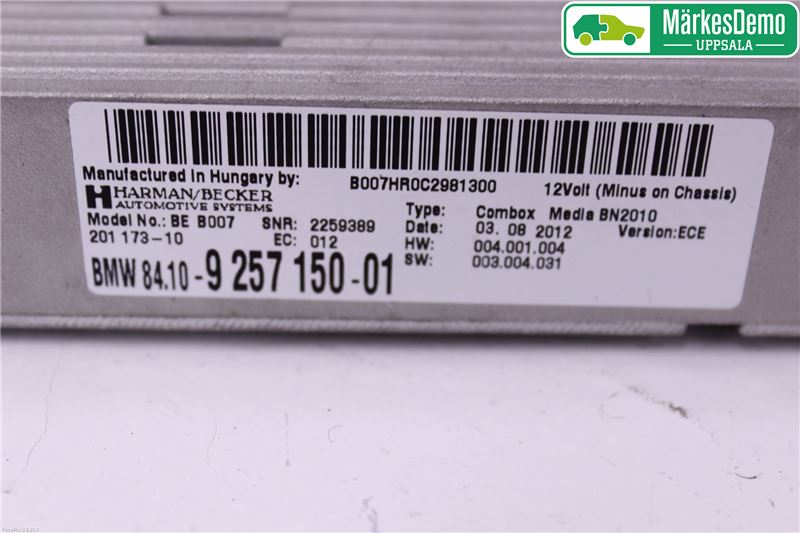 MärkesDemo
UPPSALA
Manufactured in Hungary by: B007HR0C2981300 12Volt (Minus on Chassis)
HARMAN/BECKER
AUTOMOTIVE SYSTEMS
Type: Combox Media BN2010
Model No.: BE B007 SNR: 2259389 Date: 03. 08 2012 Version:ECE
201 173-10 EC: 012 HW: 004.001.004
SW: 003.004.031
BMW 84.10-9 257 150-01